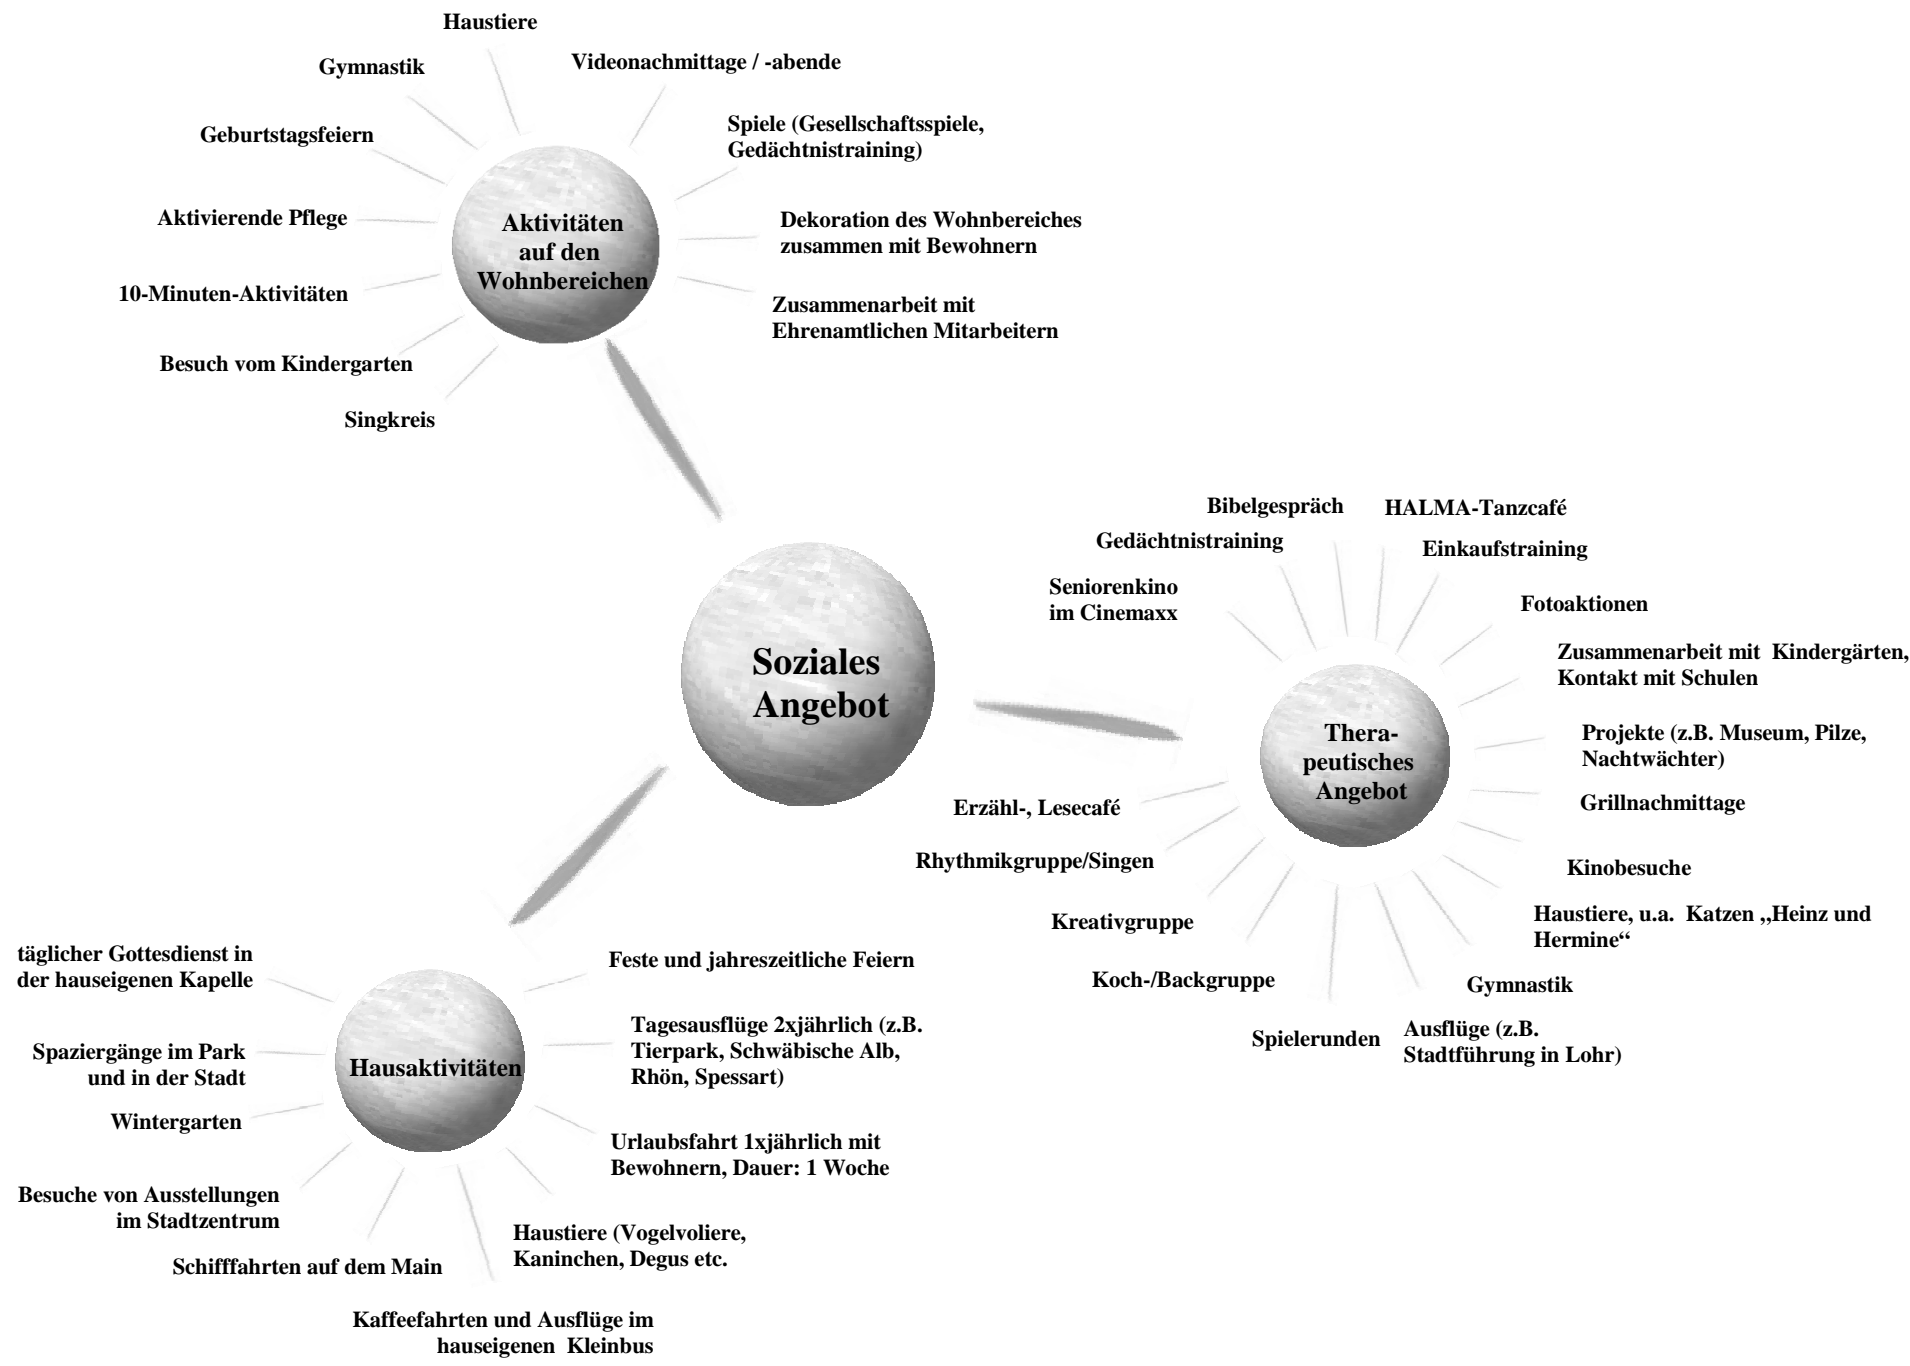 Haustiere
Gymnastik
Videonachmittage / -abende
Geburtstagsfeiern
Spiele (Gesellschaftsspiele,
Gedächtnistraining)
Aktivierende Pflege
Aktivitäten
auf den
Wohnbereichen
Dekoration des Wohnbereiches
zusammen mit Bewohnern
10-Minuten-Aktivitäten
Zusammenarbeit mit
Ehrenamtlichen Mitarbeitern
Besuch vom Kindergarten
Singkreis
Soziales
Angebot
Bibelgespräch
HALMA-Tanzcafé
Gedächtnistraining
Einkaufstraining
Seniorenkino
im Cinemaxx
Fotoaktionen
Zusammenarbeit mit  Kindergärten,
Kontakt mit Schulen
Thera-
peutisches
Angebot
Projekte (z.B. Museum, Pilze,
Nachtwächter)
Erzähl-, Lesecafé
Grillnachmittage
Rhythmikgruppe/Singen
Kinobesuche
Kreativgruppe
Haustiere, u.a.  Katzen „Heinz und
Hermine“
Koch-/Backgruppe
Gymnastik
Spielerunden
Ausflüge (z.B.
Stadtführung in Lohr)
täglicher Gottesdienst in
der hauseigenen Kapelle
Feste und jahreszeitliche Feiern
Spaziergänge im Park
und in der Stadt
Hausaktivitäten
Tagesausflüge 2xjährlich (z.B.
Tierpark, Schwäbische Alb,
Rhön, Spessart)
Wintergarten
Urlaubsfahrt 1xjährlich mit
Bewohnern, Dauer: 1 Woche
Besuche von Ausstellungen
im Stadtzentrum
Haustiere (Vogelvoliere,
Kaninchen, Degus etc.
Schifffahrten auf dem Main
Kaffeefahrten und Ausflüge im
hauseigenen  Kleinbus